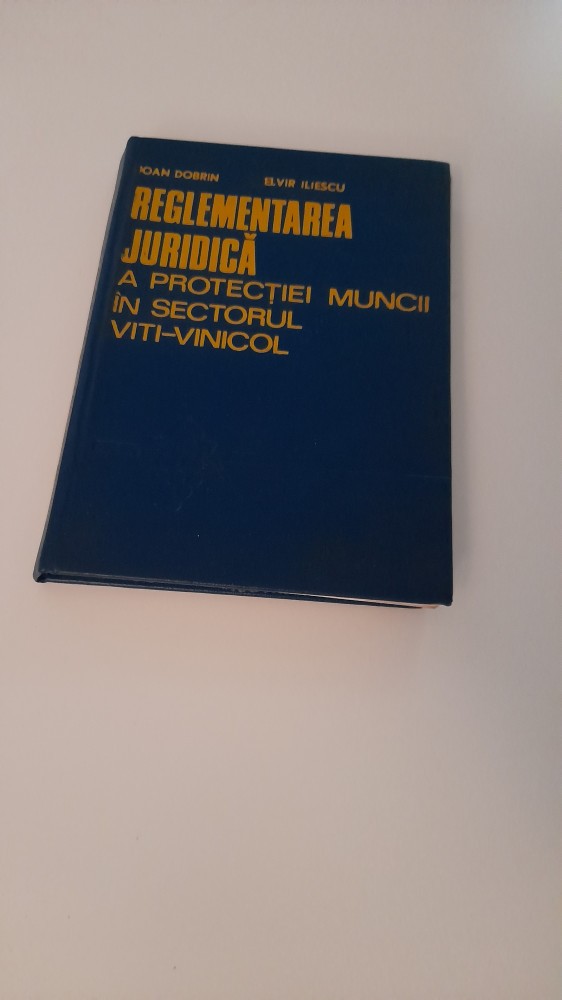 IOAN DOBRIN ELVIR ILIESCU
REGLEMENTAREA
JURIDICĂ
A PROTECȚIEI MUNCII
ÎN SECTORUL
VITI-VINICOL